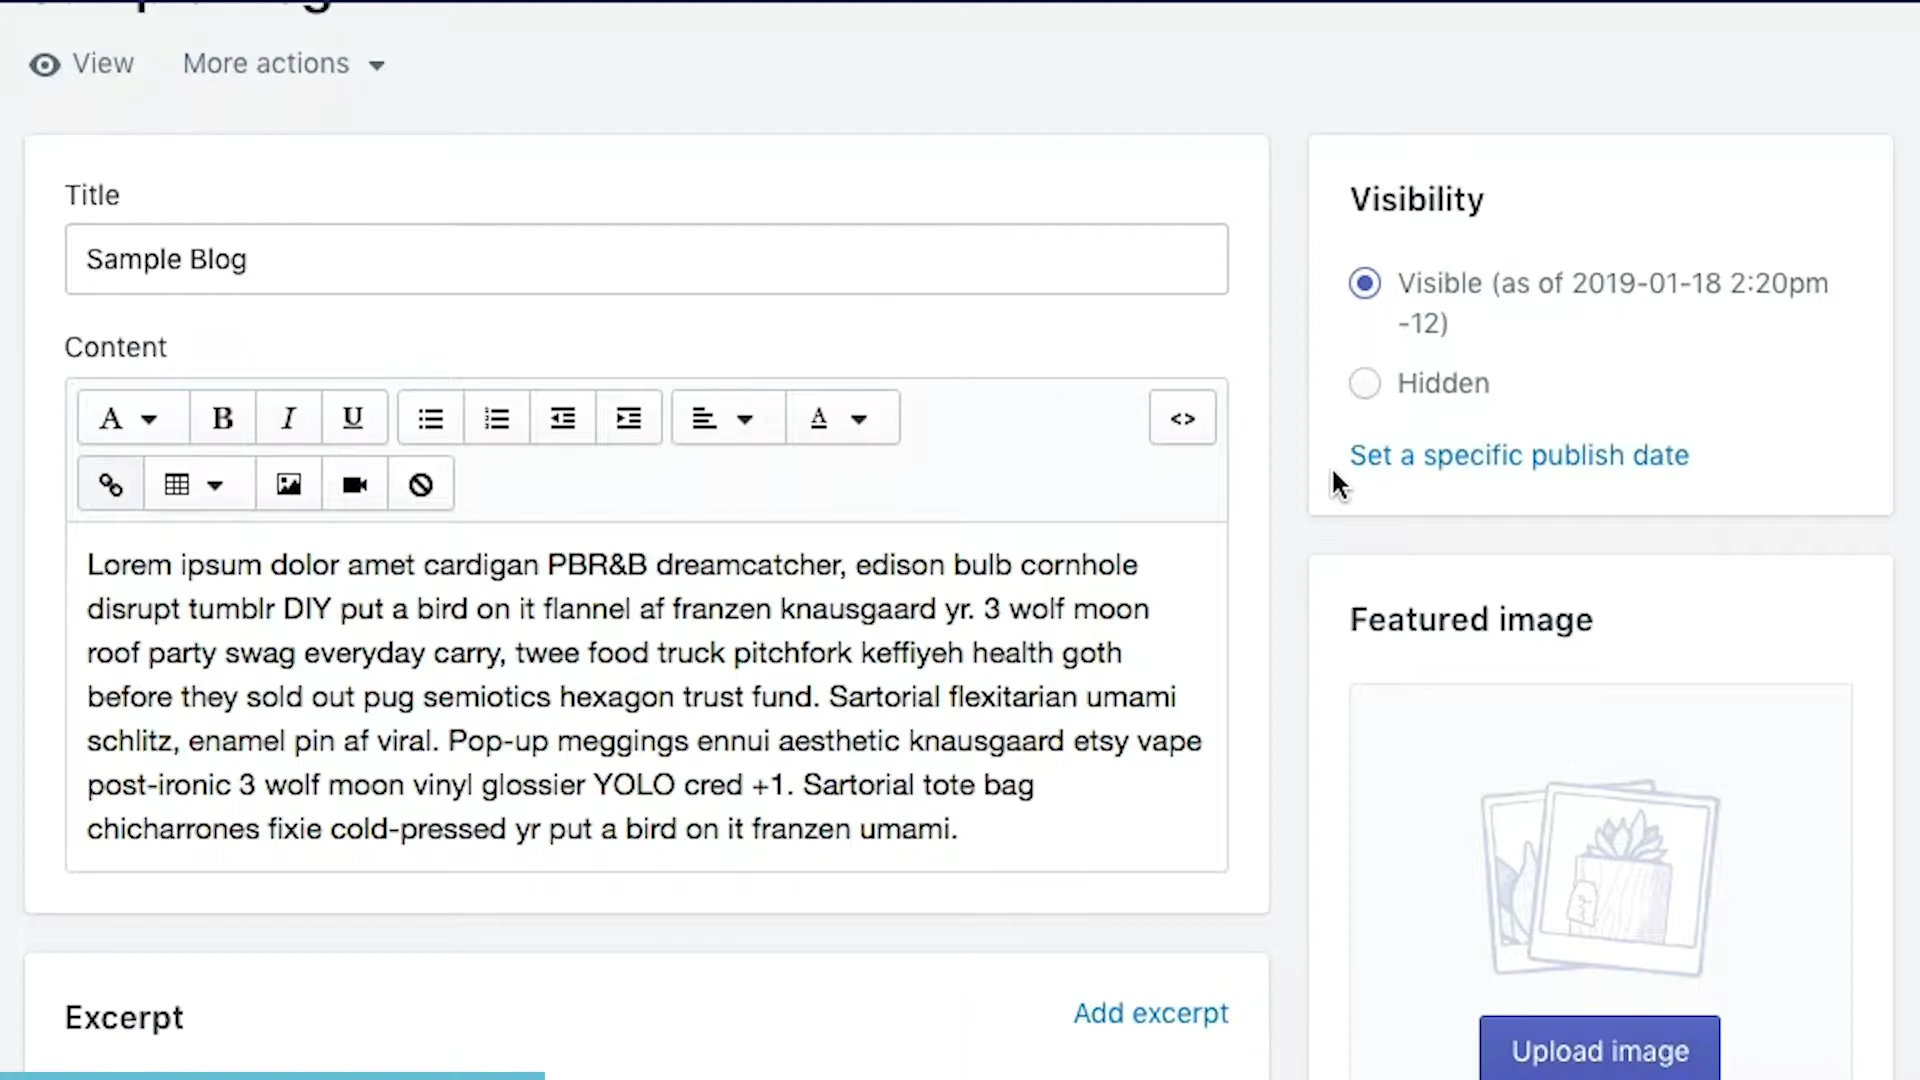 View More actions
Title
Sample Blog
Content
A B I U A <>
Lorem ipsum dolor amet cardigan PBR&B dreamcatcher, edison bulb cornhole
disrupt tumblr DIY put a bird on it flannel af franzen knausgaard yr. 3 wolf moon
roof party swag everyday carry, twee food truck pitchfork keffiyeh health goth
before they sold out pug semiotics hexagon trust fund. Sartorial flexitarian umami
schlitz, enamel pin af viral. Pop-up meggings ennui aesthetic knausgaard etsy vape
post-ironic 3 wolf moon vinyl glossier YOLO cred +1. Sartorial tote bag
chicharrones fixie cold-pressed yr put a bird on it franzen umami.
Excerpt
Add excerpt
Visibility
Visible (as of 2019-01-18 2:20pm
-12)
Hidden
Set a specific publish date
Featured image
Upload image